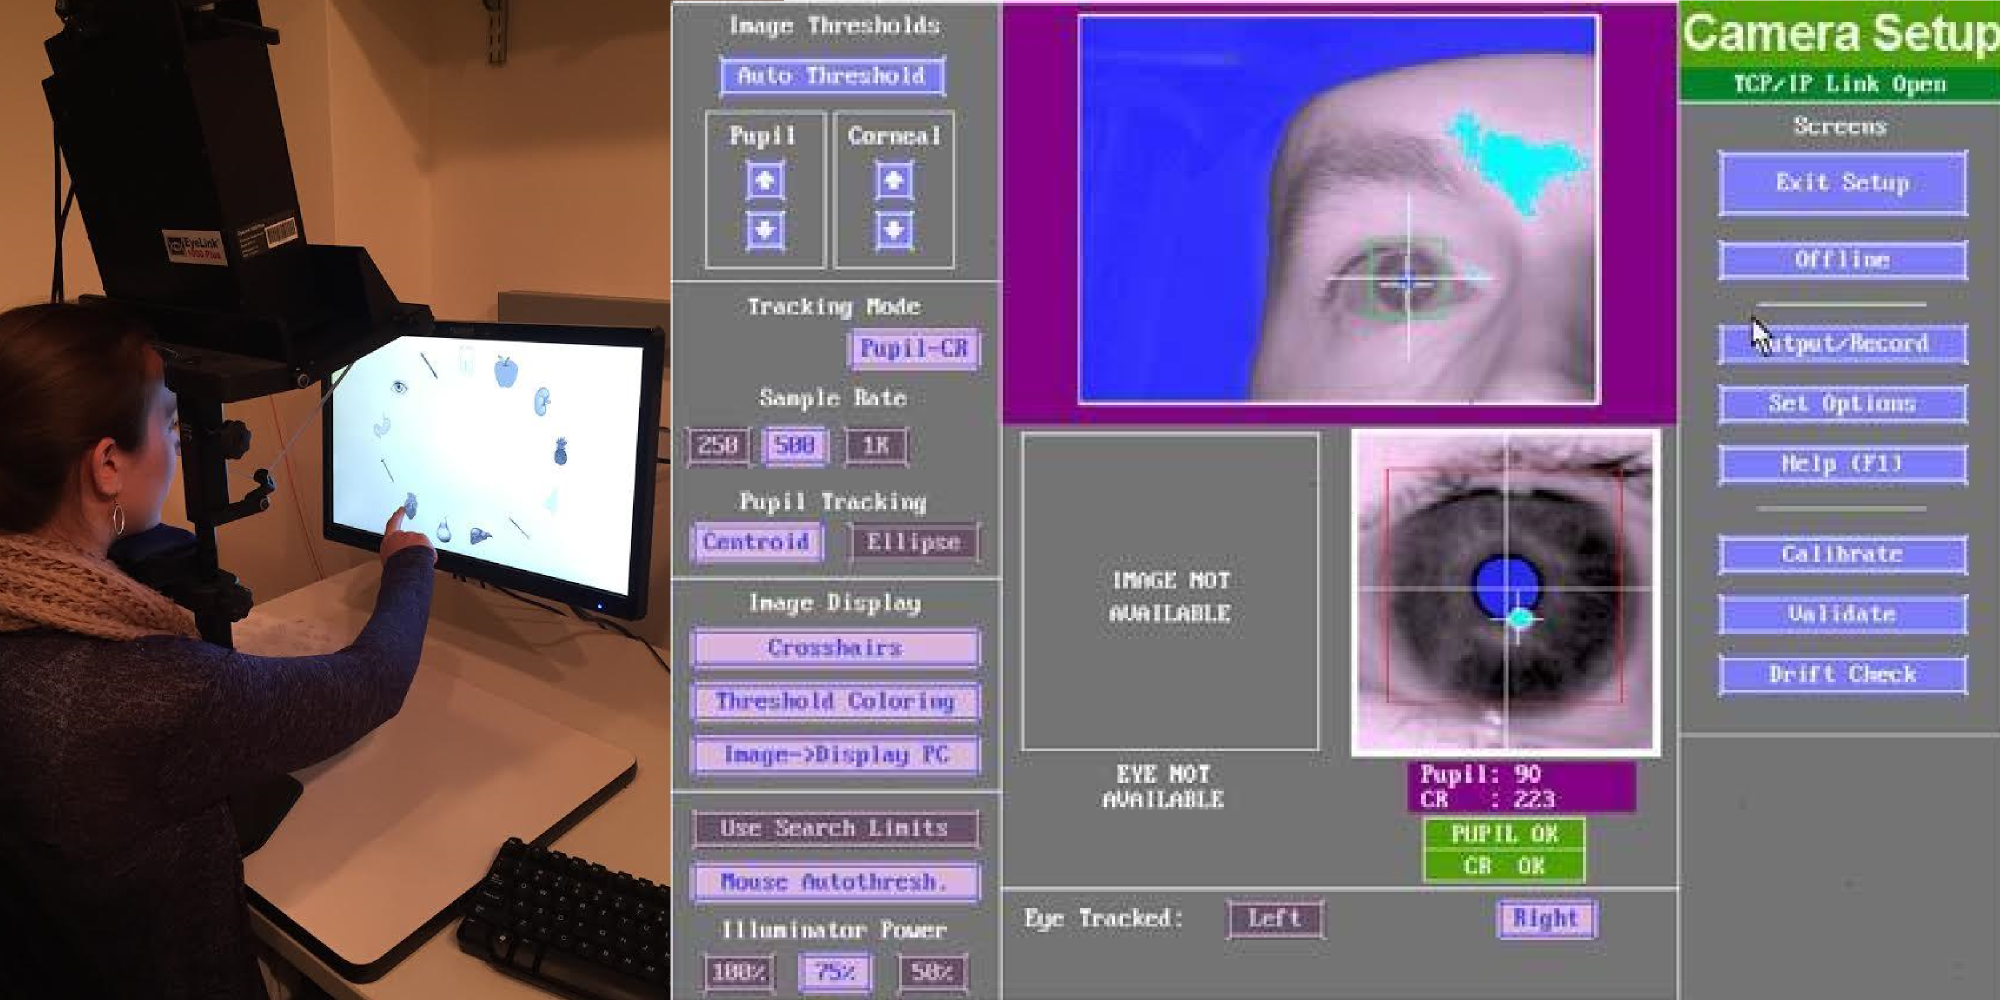 EyeLink
1000 Plus
Image Thresholds
Auto Threshold
Pupil
Corneal
Tracking Mode
Pupil-CR
Sample Rate
250 500 1K
Pupil Tracking
Centroid Ellipse
Image Display
Crosshairs
Threshold Coloring
Image->Display PC
Use Search Limits
Mouse Autothresh.
Illuminator Power
100% 75% 50%
IMAGE NOT
AVAILABLE
EYE NOT
AVAILABLE
Pupil: 90
CR : 223
PUPIL OK
CR OK
Eye Tracked: Left Right
Camera Setup
TCP/IP Link Open
Screens
Exit Setup
Offline
utput/Record
Set Options
Help (F1)
Calibrate
Validate
Drift Check